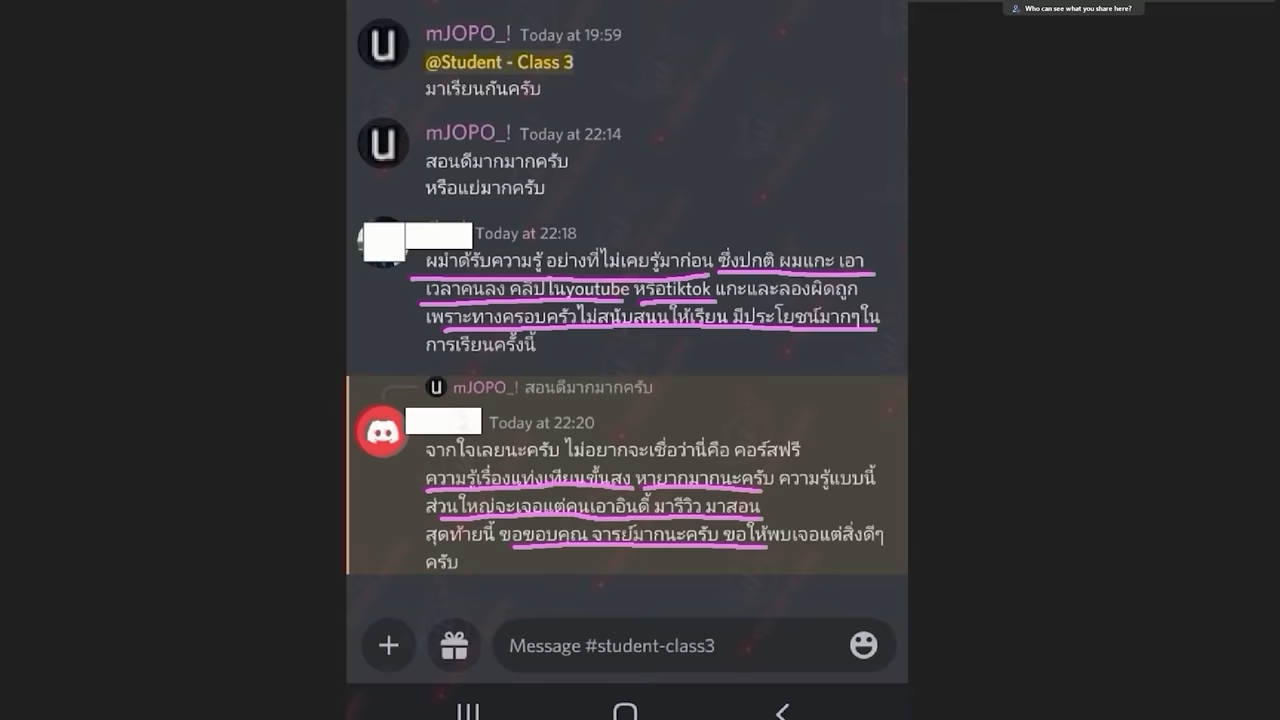 Who can see what you share here?
mJOPO_! Today at 19:59
@Student - Class 3
มาเรียนกันครับ
mJOPO_! Today at 22:14
สอนดีมากมากครับ
หรือแย่มากครับ
Today at 22:18
ผมำด้รับความรู้ อย่างที่ไม่เคยรู้มาก่อน ซึ่งปกติ ผมแกะ เอา
เวลาคนลง คลิปในyoutube หรือtiktok แกะและลองผิดถูก
เพราะทางครอบครัวไม่สนับสนุนให้เรียน มีประโยชน์มากๆใน
การเรียนครั้งนี้
mJOPO_! สอนดีมากมากครับ
Today at 22:20
จากใจเลยนะครับ ไม่อยากจะเชื่อว่านี่คือ คอร์สฟรี
ความรู้เรื่องแท่งเทียนขั้นสูง หายากมากนะครับ ความรู้แบบนี้
ส่วนใหญ่จะเจอแต่คนเอาอินดี้ มารีวิว มาสอน
สุดท้ายนี้ ขอขอบคุณ จารย์มากนะครับ ขอให้พบเจอแต่สิ่งดีๆ
ครับ
Message #student-class3